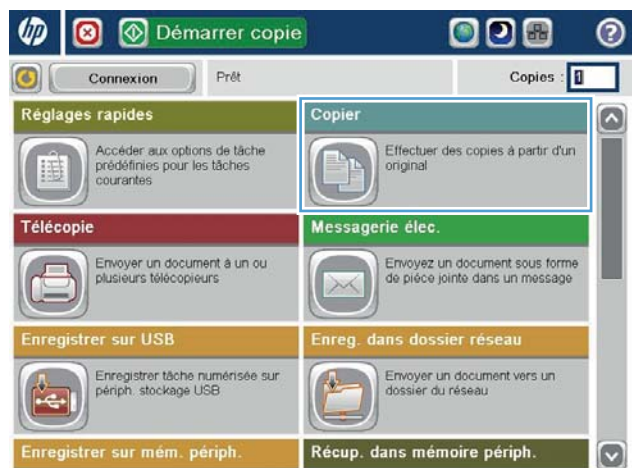 hp
Démarrer copie
?
Connexion
Prêt
Copies : 1
Réglages rapides
Accéder aux options de tâche
prédéfinies pour les tâches
courantes
Copier
Effectuer des copies à partir d'un
original
Télécopie
Envoyer un document à un ou
plusieurs télécopieurs
Messagerie élec.
Envoyez un document sous forme
de pièce jointe dans un message
Enregistrer sur USB
Enregistrer tâche numérisée sur
périph. stockage USB
Enreg. dans dossier réseau
Envoyer un document vers un
dossier du réseau
Enregistrer sur mém. périph.
Récup. dans mémoire périph.